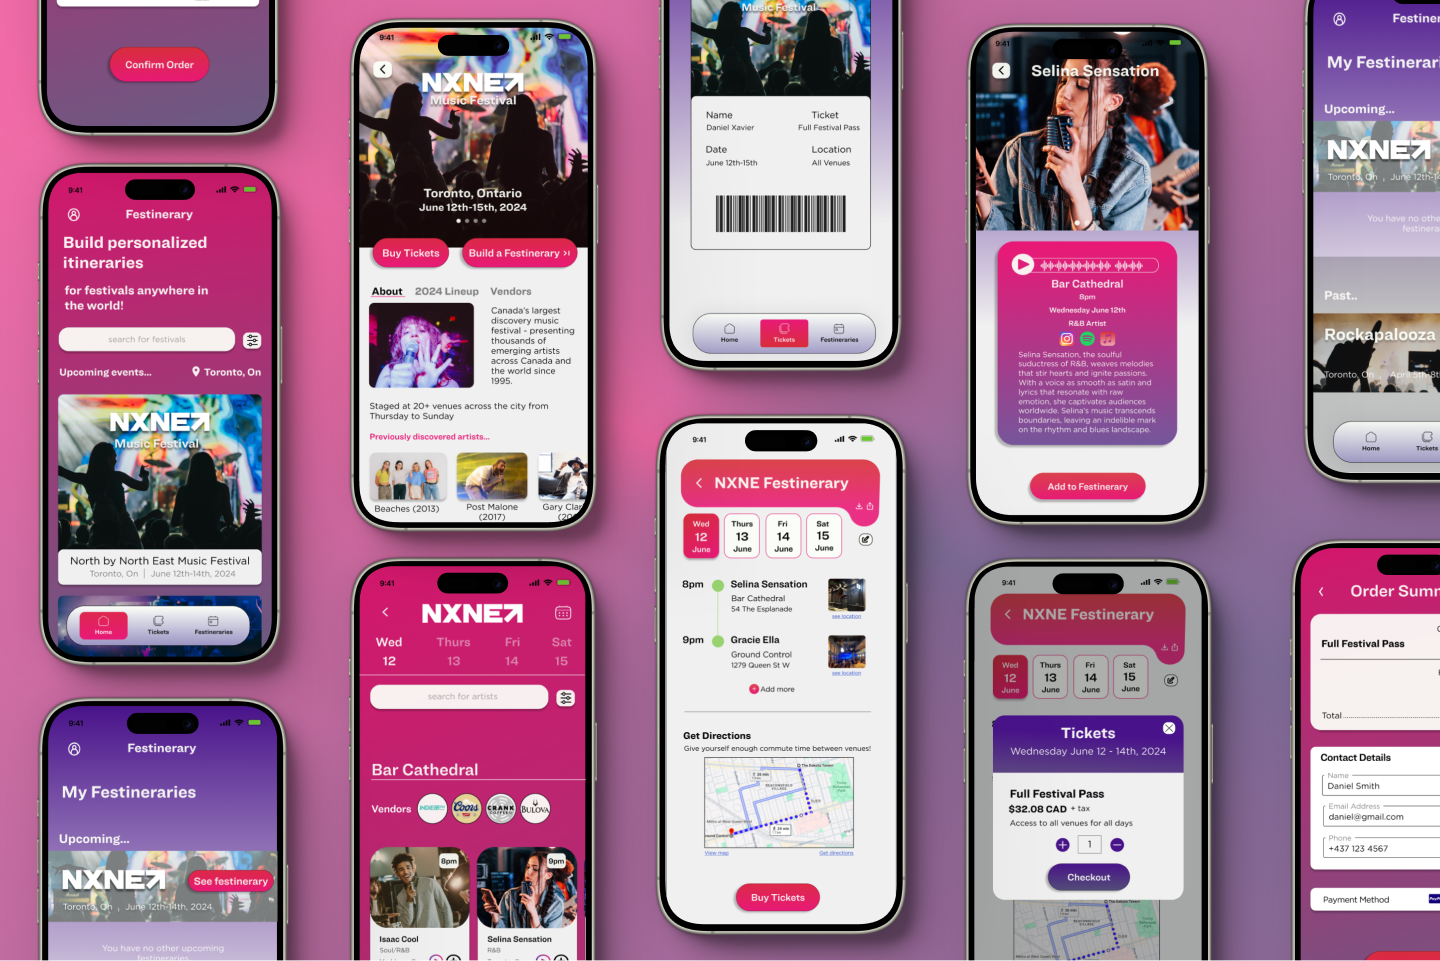 Confirm Order
9:41
Festinerary
Build personalized
itineraries
for festivals anywhere in
the world!
search for festivals
Upcoming events...
Toronto, On
NXNE
Music Festival
North by North East Music Festival
Toronto, On | June 12th-14th, 2024
Home
Tickets
Festineraries
9:41
Festinerary
My Festineraries
Upcoming...
NXNE
See festinerary
Toronto, On , June 12th-14th, 2024
You have no other upcoming
festineraries
9:41
NXNE
Music Festival
Toronto, Ontario
June 12th-15th, 2024
Buy Tickets
Build a Festinerary
About
2024 Lineup
Vendors
Canada's largest
discovery music
festival - presenting
thousands of
emerging artists
across Canada and
the world since
1995.
Staged at 20+ venues across the city from
Thursday to Sunday
Previously discovered artists...
Beaches (2013)
Post Malone
(2017)
Gary Clar
(20
9:41
NXNE
Wed
12
Thurs
13
Fri
14
Sat
15
search for artists
Bar Cathedral
Vendors
INDIE88
Coors
CRANK
COFFEE
BULOVA
8pm
Isaac Cool
Soul/R&B
9pm
Selina Sensation
R&B
Music Festival
Name
Daniel Xavier
Ticket
Full Festival Pass
Date
June 12th-15th
Location
All Venues
Home
Tickets
Festineraries
9:41
NXNE Festinerary
Wed
12
June
Thurs
13
June
Fri
14
June
Sat
15
June
8pm
Selina Sensation
Bar Cathedral
54 The Esplanade
see location
9pm
Gracie Ella
Ground Control
1279 Queen St W
see location
Add more
Get Directions
Give yourself enough commute time between venues!
View map
Get directions
Buy Tickets
9:41
Selina Sensation
Bar Cathedral
8pm
Wednesday June 12th
R&B Artist
Selina Sensation, the soulful
suductress of R&B, weaves melodies
that stir hearts and ignite passions.
With a voice as smooth as satin and
lyrics that resonate with raw
emotion, she captivates audiences
worldwide. Selina's music transcends
boundaries, leaving an indelible mark
on the rhythm and blues landscape.
Add to Festinerary
9:41
NXNE Festinerary
Wed
12
June
Thurs
13
June
Fri
14
June
Sat
15
June
Tickets
Wednesday June 12 - 14th, 2024
Full Festival Pass
$32.08 CAD + tax
Access to all venues for all days
1
Checkout
Festiner
My Festinerari
Upcoming...
NXNE
Toronto, On , June 12th-14
You have no othe
festinera
Past..
Rockapalooza
Toronto, On , April 5th-8th
Home
Tickets
Order Summ
Full Festival Pass
Total
Contact Details
Name
Daniel Smith
Email Address
daniel@gmail.com
Phone
+437 123 4567
Payment Method
PayP